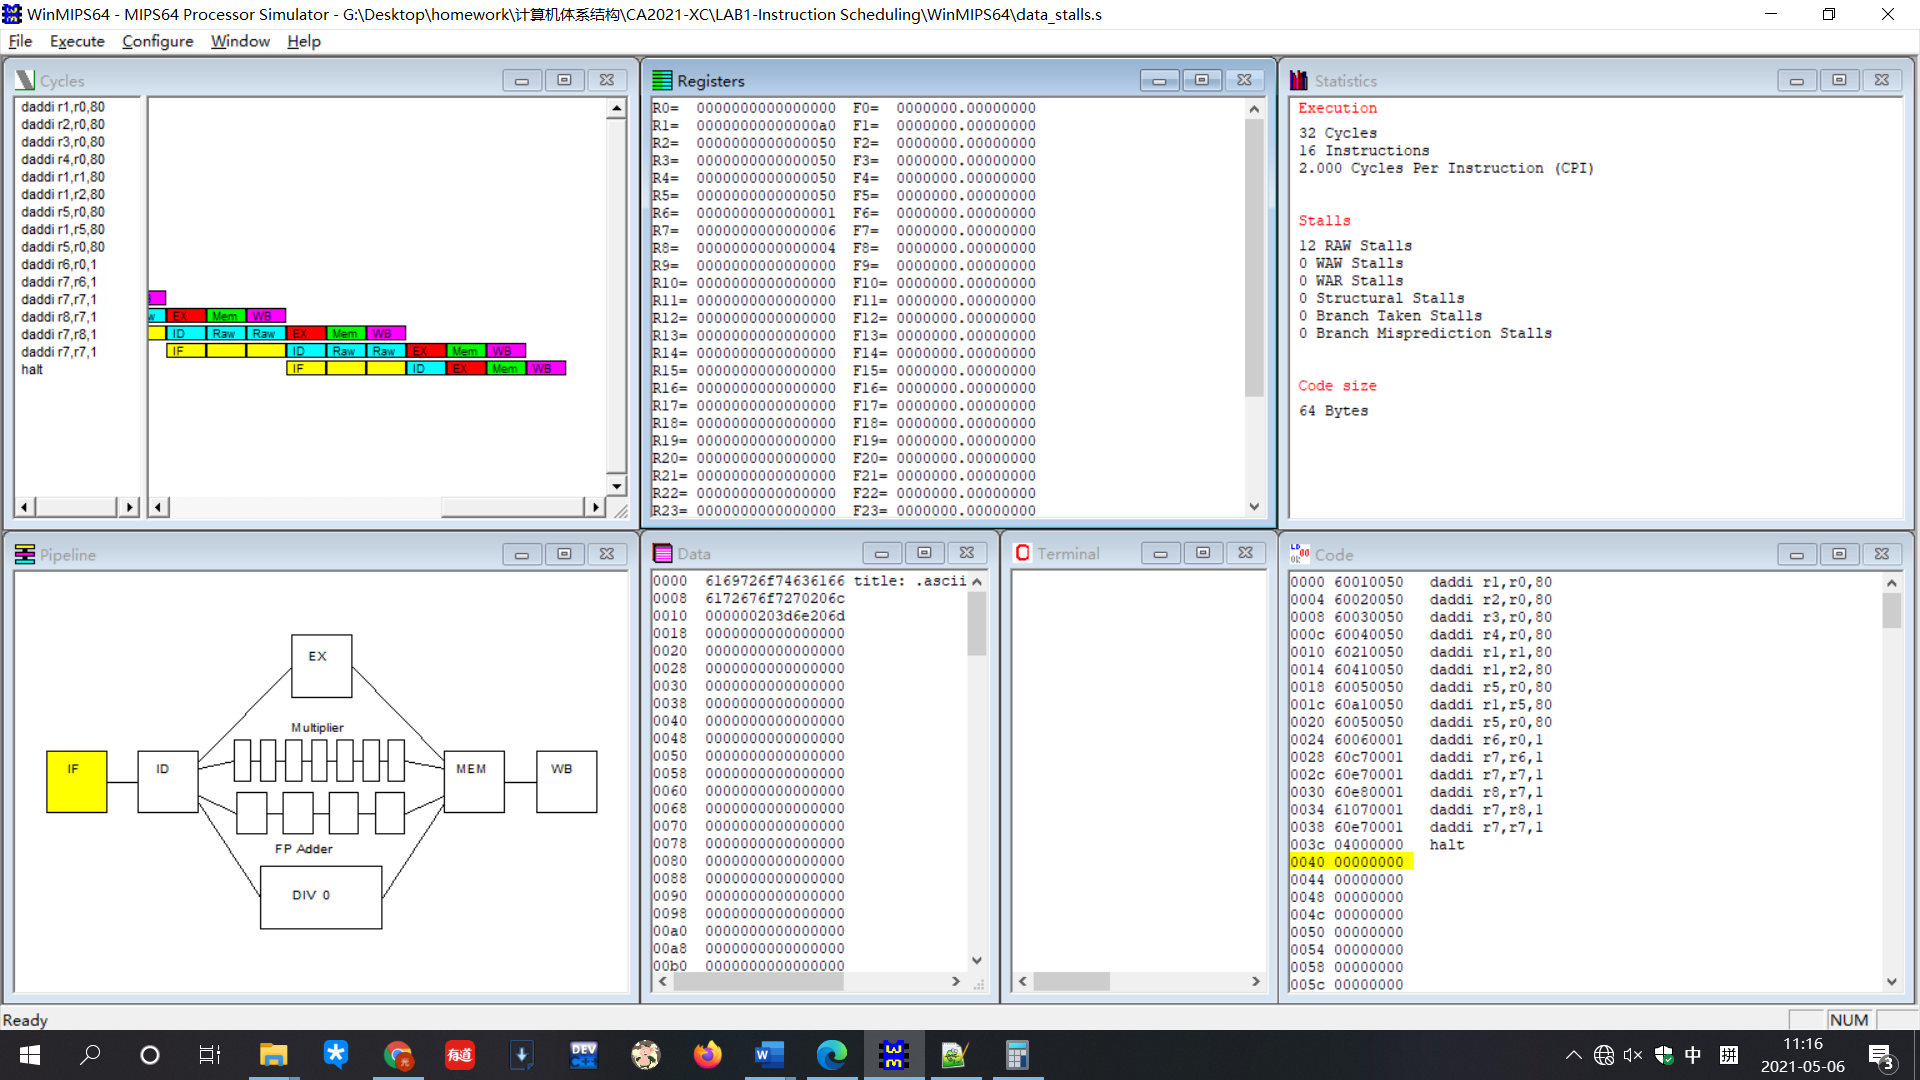 WinMIPS64 - MIPS64 Processor Simulator - G:\Desktop\homework\计算机体系结构\CA2021-XC\LAB1-Instruction Scheduling\WinMIPS64\data_stalls.s
File Execute Configure Window Help
Cycles
daddi r1,r0,80
daddi r2,r0,80
daddi r3,r0,80
daddi r4,r0,80
daddi r1,r1,80
daddi r1,r2,80
daddi r5,r0,80
daddi r1,r5,80
daddi r5,r0,80
daddi r6,r0,1
daddi r7,r6,1
daddi r7,r7,1
daddi r8,r7,1
daddi r7,r8,1
daddi r7,r7,1
halt
EX Mem WB
ID Raw Raw EX Mem WB
IF ID Raw Raw EX Mem WB
IF ID EX Mem WB
Registers
R0= 0000000000000000 F0= 0000000.00000000
R1= 00000000000000a0 F1= 0000000.00000000
R2= 0000000000000050 F2= 0000000.00000000
R3= 0000000000000050 F3= 0000000.00000000
R4= 0000000000000050 F4= 0000000.00000000
R5= 0000000000000050 F5= 0000000.00000000
R6= 0000000000000001 F6= 0000000.00000000
R7= 0000000000000006 F7= 0000000.00000000
R8= 0000000000000004 F8= 0000000.00000000
R9= 0000000000000000 F9= 0000000.00000000
R10= 0000000000000000 F10= 0000000.00000000
R11= 0000000000000000 F11= 0000000.00000000
R12= 0000000000000000 F12= 0000000.00000000
R13= 0000000000000000 F13= 0000000.00000000
R14= 0000000000000000 F14= 0000000.00000000
R15= 0000000000000000 F15= 0000000.00000000
R16= 0000000000000000 F16= 0000000.00000000
R17= 0000000000000000 F17= 0000000.00000000
R18= 0000000000000000 F18= 0000000.00000000
R19= 0000000000000000 F19= 0000000.00000000
R20= 0000000000000000 F20= 0000000.00000000
R21= 0000000000000000 F21= 0000000.00000000
R22= 0000000000000000 F22= 0000000.00000000
R23= 0000000000000000 F23= 0000000.00000000
Statistics
Execution
32 Cycles
16 Instructions
2.000 Cycles Per Instruction (CPI)
Stalls
12 RAW Stalls
0 WAW Stalls
0 WAR Stalls
0 Structural Stalls
0 Branch Taken Stalls
0 Branch Misprediction Stalls
Code size
64 Bytes
Pipeline
EX
Multiplier
IF
ID
MEM
WB
FP Adder
DIV 0
Data
0000 6169726f74636166 title: .ascii
0008 6172676f7270206c
0010 000000203d6e206d
0018 0000000000000000
0020 0000000000000000
0028 0000000000000000
0030 0000000000000000
0038 0000000000000000
0040 0000000000000000
0048 0000000000000000
0050 0000000000000000
0058 0000000000000000
0060 0000000000000000
0068 0000000000000000
0070 0000000000000000
0078 0000000000000000
0080 0000000000000000
0088 0000000000000000
0090 0000000000000000
0098 0000000000000000
00a0 0000000000000000
00a8 0000000000000000
00b0 0000000000000000
Terminal
Code
0000 60010050 daddi r1,r0,80
0004 60020050 daddi r2,r0,80
0008 60030050 daddi r3,r0,80
000c 60040050 daddi r4,r0,80
0010 60210050 daddi r1,r1,80
0014 60410050 daddi r1,r2,80
0018 60050050 daddi r5,r0,80
001c 60a10050 daddi r1,r5,80
0020 60050050 daddi r5,r0,80
0024 60060001 daddi r6,r0,1
0028 60c70001 daddi r7,r6,1
002c 60e70001 daddi r7,r7,1
0030 60e80001 daddi r8,r7,1
0034 61070001 daddi r7,r8,1
0038 60e70001 daddi r7,r7,1
003c 04000000 halt
0040 00000000
0044 00000000
0048 00000000
004c 00000000
0050 00000000
0054 00000000
0058 00000000
005c 00000000
Ready
NUM
有道
DEV
中
拼
11:16
2021-05-06
3